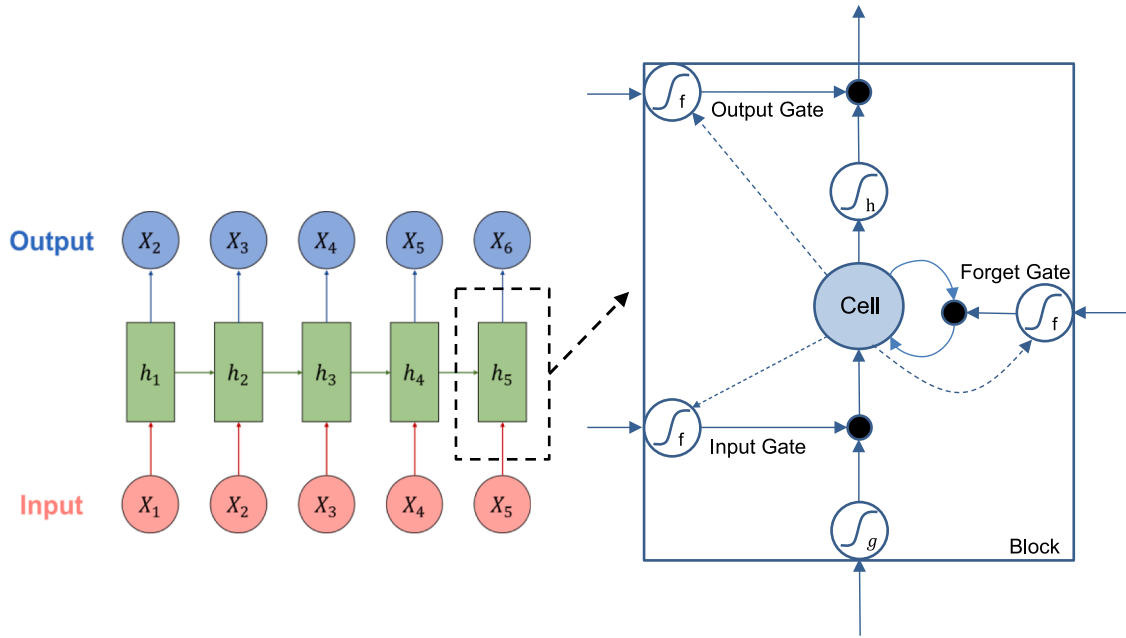 Output
X₂ X₃ X₄ X₅ X₆
h₁ h₂ h₃ h₄ h₅
Input
X₁ X₂ X₃ X₄ X₅
f
Output Gate
h
Forget Gate
Cell
f
f
Input Gate
g
Block